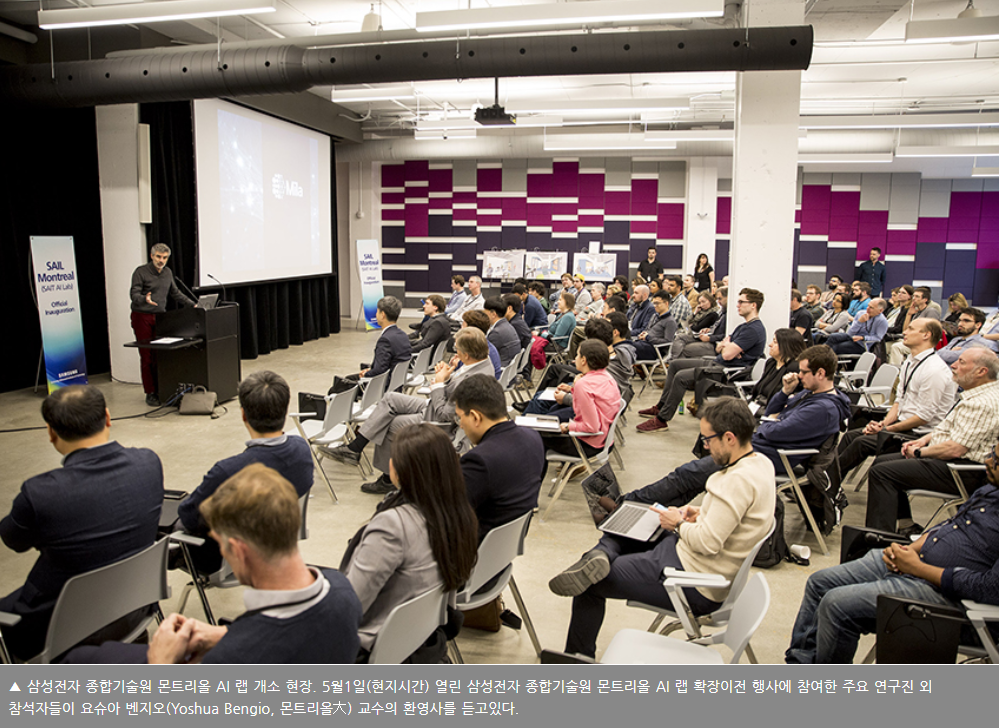 Mila
SAIL
Montreal
(SAIT AI Lab)
Official
Inauguration
SAMSUNG
SAIL
Montreal
(SAIT AI Lab)
Official
Inauguration
▲ 삼성전자 종합기술원 몬트리올 AI 랩 개소 현장. 5월1일(현지시간) 열린 삼성전자 종합기술원 몬트리올 AI 랩 확장이전 행사에 참여한 주요 연구진 외
참석자들이 요슈아 벤지오(Yoshua Bengio, 몬트리올大) 교수의 환영사를 듣고있다.